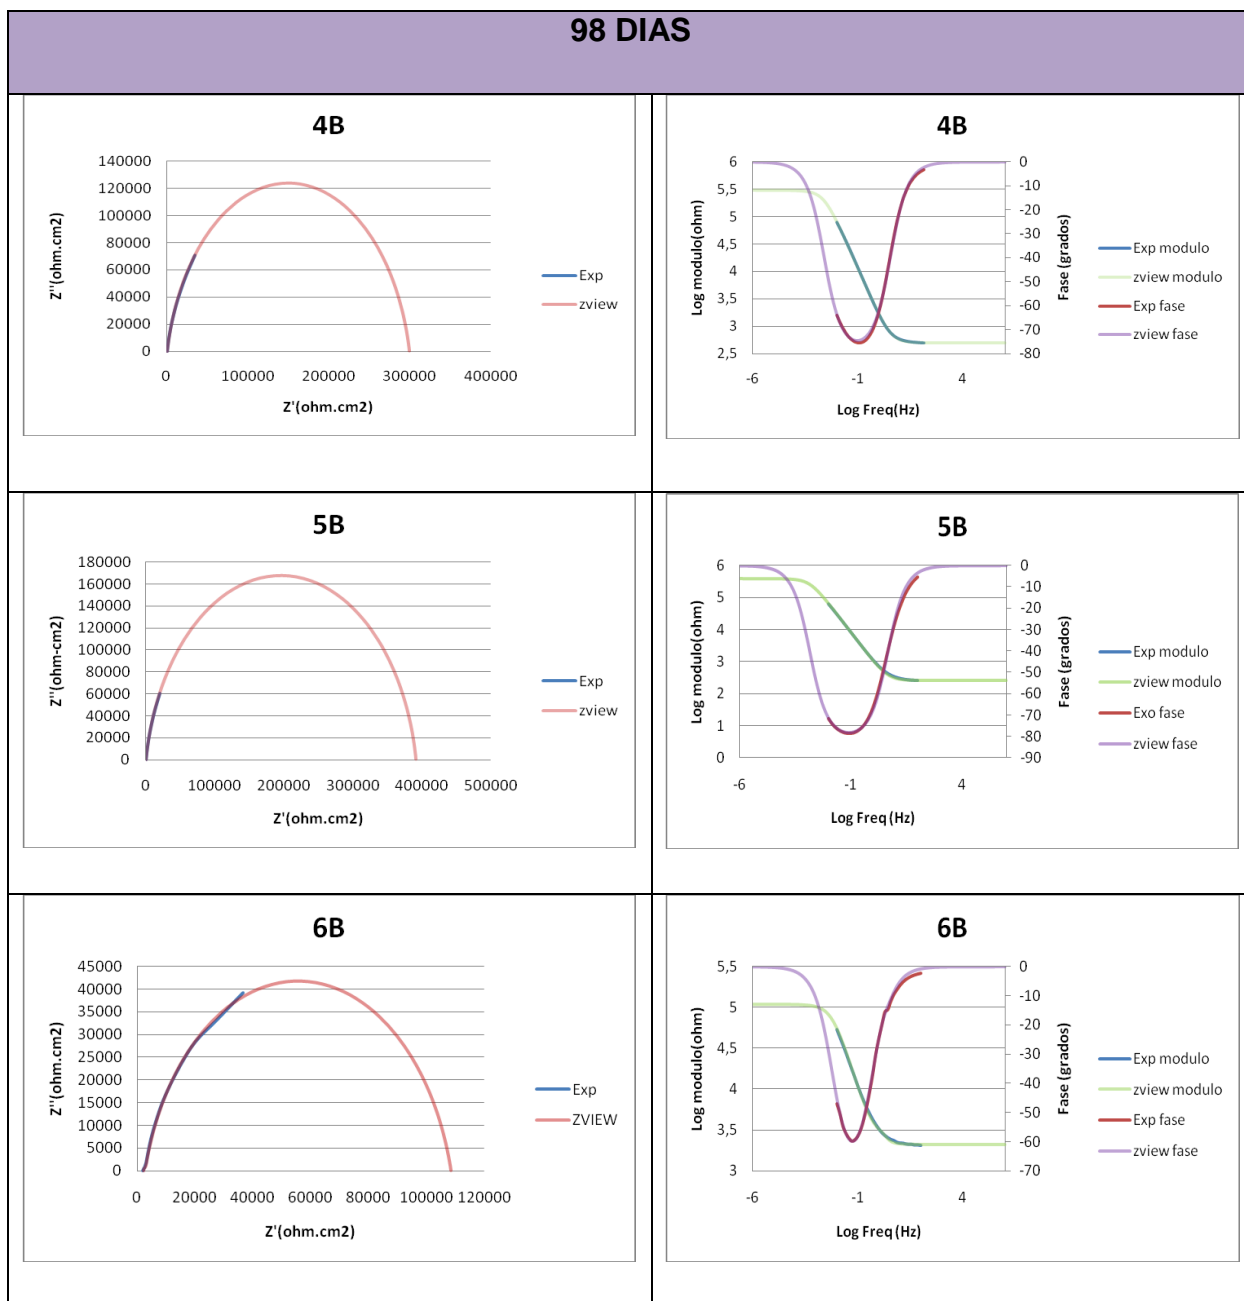 98 DIAS
4B
140000
120000
100000
80000
60000
40000
20000
0
0 100000 200000 300000 400000
Z''(ohm.cm2)
Z'(ohm.cm2)
Exp
zview
4B
6
5,5
5
4,5
4
3,5
3
2,5
-6 -1 4
0
-10
-20
-30
-40
-50
-60
-70
-80
Log modulo(ohm)
Fase (grados)
Log Freq(Hz)
Exp modulo
zview modulo
Exp fase
zview fase
5B
180000
160000
140000
120000
100000
80000
60000
40000
20000
0
0 100000 200000 300000 400000 500000
Z''(ohm-cm2)
Z'(ohm.cm2)
Exp
zview
5B
6
5
4
3
2
1
0
-6 -1 4
0
-10
-20
-30
-40
-50
-60
-70
-80
-90
Log modulo(ohm)
Fase (grados)
Log Freq (Hz)
Exp modulo
zview modulo
Exo fase
zview fase
6B
45000
40000
35000
30000
25000
20000
15000
10000
5000
0
0 20000 40000 60000 80000 100000 120000
Z''(ohm.cm2)
Z'(ohm.cm2)
Exp
ZVIEW
6B
5,5
5
4,5
4
3,5
3
-6 -1 4
0
-10
-20
-30
-40
-50
-60
-70
Log modulo(ohm)
Fase (grados)
Log Freq (Hz)
Exp modulo
zview modulo
Exp fase
zview fase